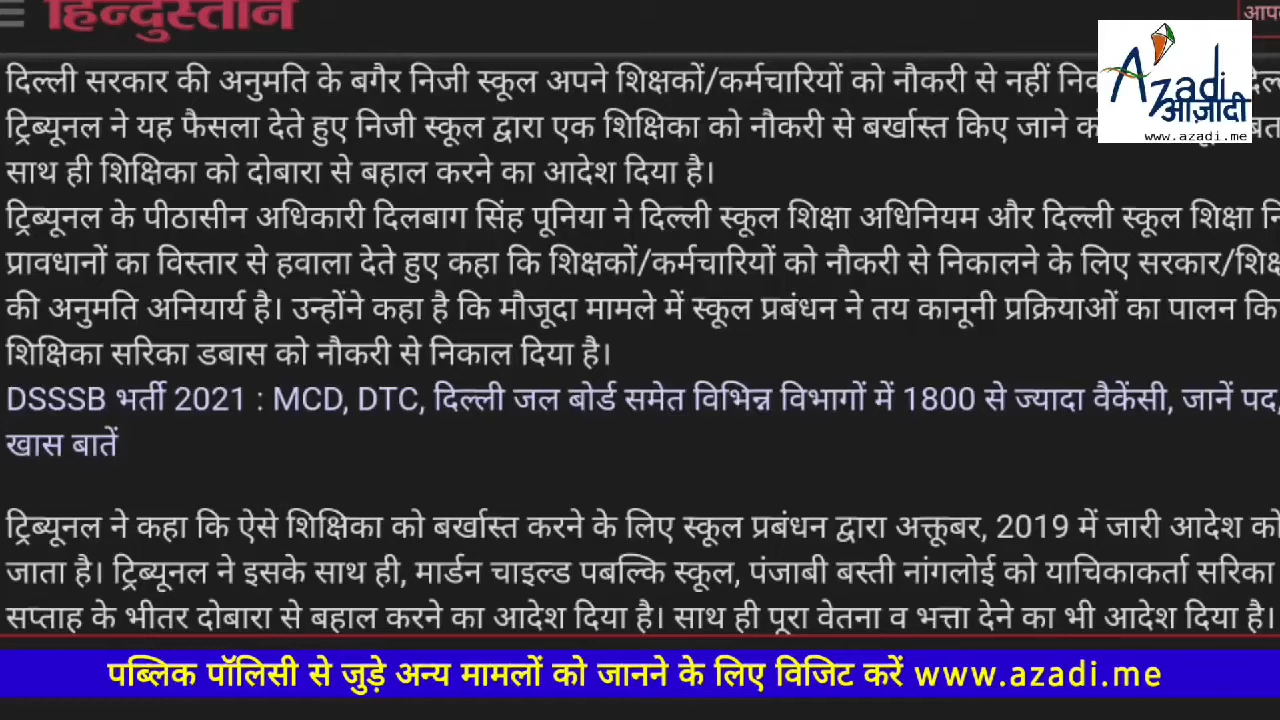 हिन्दुस्तान
आप
Azadi
आज़ादी
www.azadi.me
दिल्ली सरकार की अनुमति के बगैर निजी स्कूल अपने शिक्षकों/कर्मचारियों को नौकरी से नहीं
ट्रिब्यूनल ने यह फैसला देते हुए निजी स्कूल द्वारा एक शिक्षिका को नौकरी से बर्खास्त किए जाने
साथ ही शिक्षिका को दोबारा से बहाल करने का आदेश दिया है।
ट्रिब्यूनल के पीठासीन अधिकारी दिलबाग सिंह पूनिया ने दिल्ली स्कूल शिक्षा अधिनियम और दिल्ली स्कूल शिक्षा
प्रावधानों का विस्तार से हवाला देते हुए कहा कि शिक्षकों/कर्मचारियों को नौकरी से निकालने के लिए सरकार/
की अनुमति अनियार्य है। उन्होंने कहा है कि मौजूदा मामले में स्कूल प्रबंधन ने तय कानूनी प्रक्रियाओं का पालन
शिक्षिका सरिका डबास को नौकरी से निकाल दिया है।
DSSSB भर्ती 2021 : MCD, DTC, दिल्ली जल बोर्ड समेत विभिन्न विभागों में 1800 से ज्यादा वैकेंसी, जानें पद,
खास बातें
ट्रिब्यूनल ने कहा कि ऐसे शिक्षिका को बर्खास्त करने के लिए स्कूल प्रबंधन द्वारा अक्तूबर, 2019 में जारी आदेश को
जाता है। ट्रिब्यूनल ने इसके साथ ही, मार्डन चाइल्ड पबल्कि स्कूल, पंजाबी बस्ती नांगलोई को याचिकाकर्ता सरिका
सप्ताह के भीतर दोबारा से बहाल करने का आदेश दिया है। साथ ही पूरा वेतना व भत्ता देने का भी आदेश दिया है।
पब्लिक पॉलिसी से जुड़े अन्य मामलों को जानने के लिए विजिट करें www.azadi.me